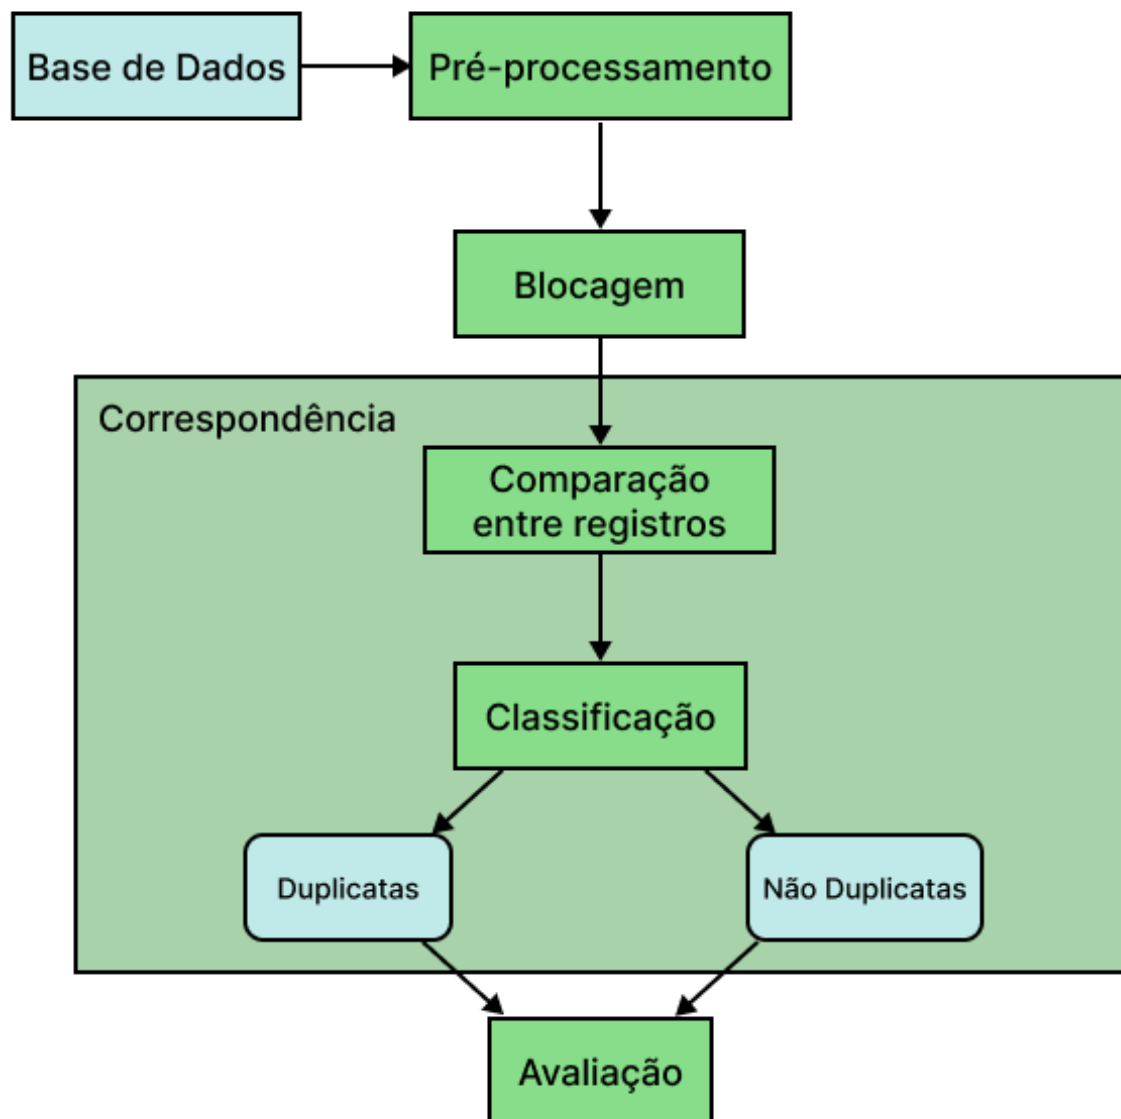 Base de Dados
Pré-processamento
Blocagem
Correspondência
Comparação
entre registros
Classificação
Duplicatas
Não Duplicatas
Avaliação